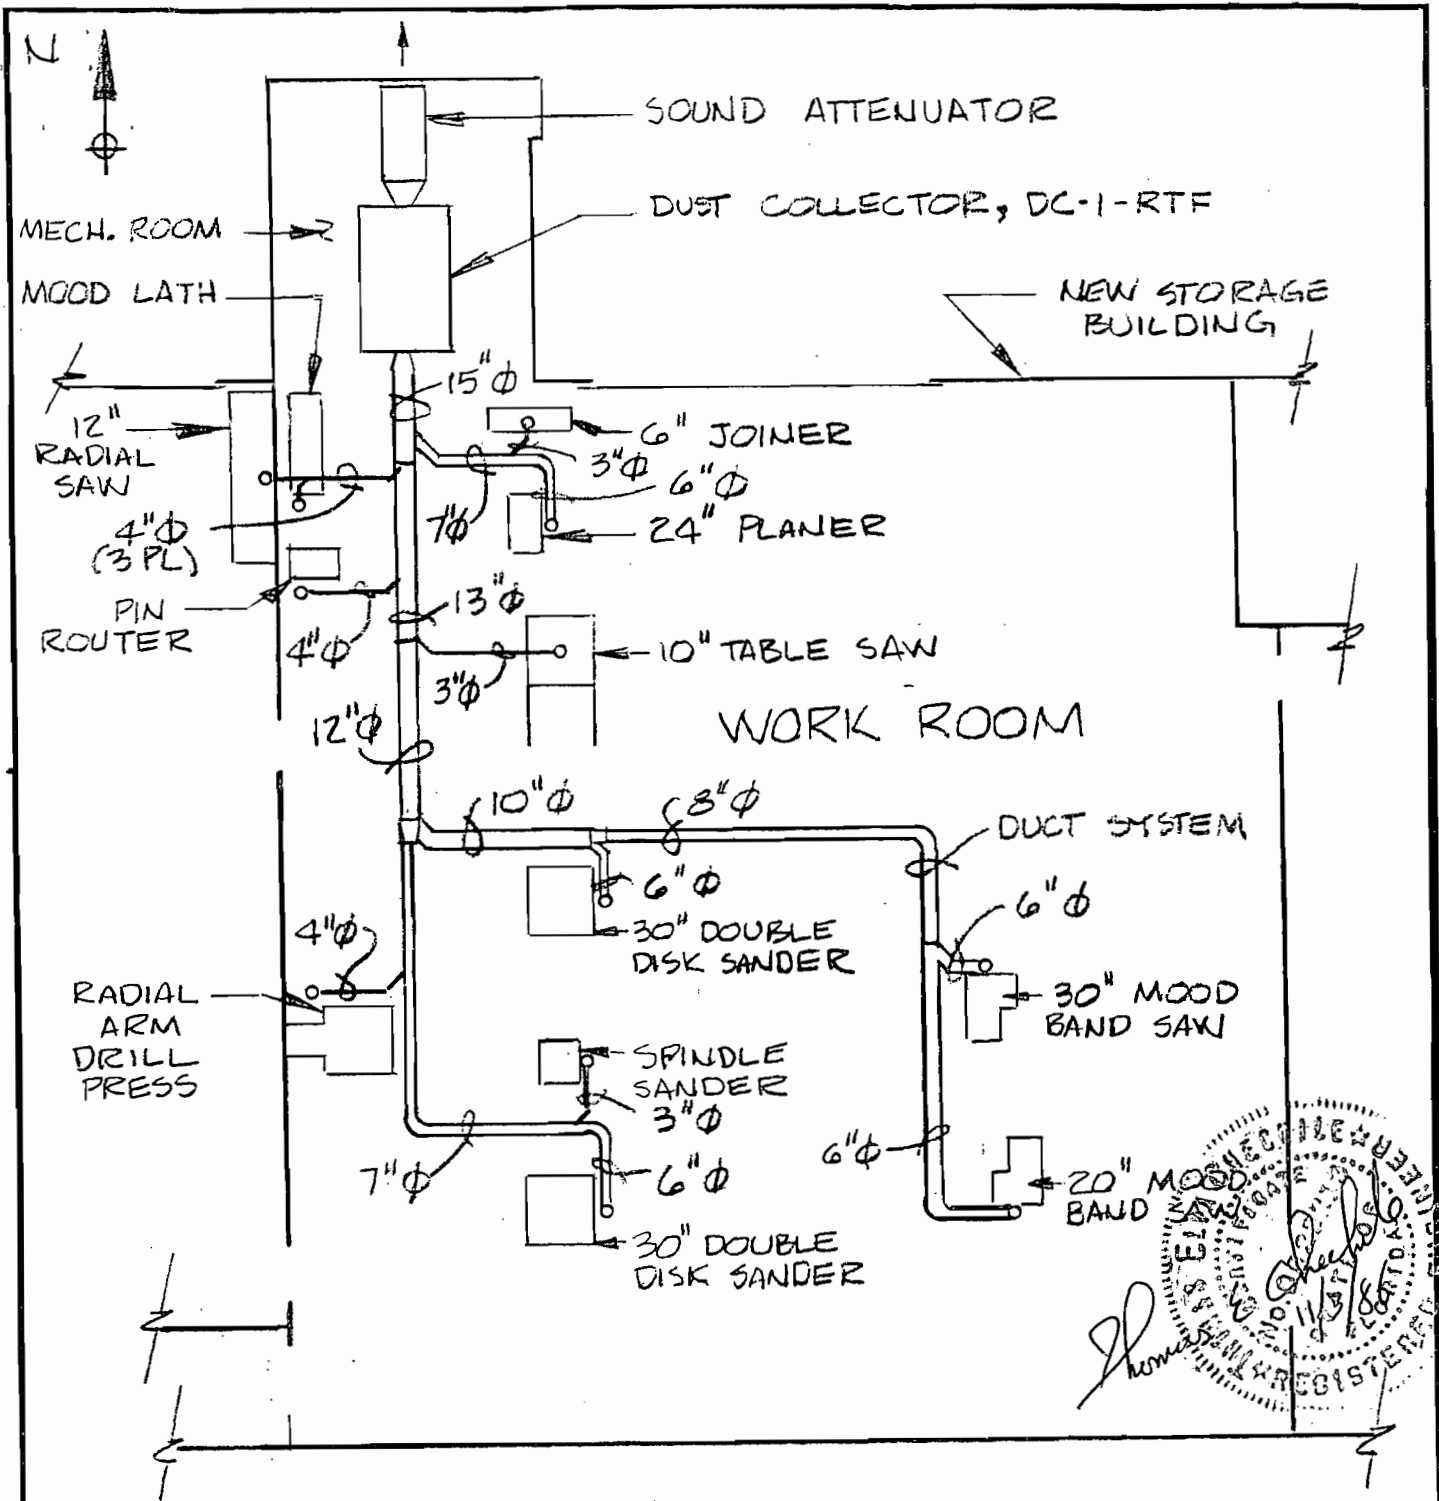 N
SOUND ATTENUATOR
DUST COLLECTOR, DC-1-RTF
MECH. ROOM
MOOD LATH
NEW STORAGE
BUILDING
15"φ
12"
RADIAL
SAW
6" JOINER
3"φ
6"φ
4"φ
(3 PL)
7"φ
24" PLANER
PIN
ROUTER
13"φ
4"φ
10" TABLE SAW
3"φ
12"φ
WORK ROOM
10"φ
8"φ
DUCT SYSTEM
6"φ
6"φ
30" DOUBLE
DISK SANDER
4"φ
RADIAL
ARM
DRILL
PRESS
30" MOOD
BAND SAW
SPINDLE
SANDER
3"φ
7"φ
6"φ
6"φ
20" MOOD
BAND SAW
30" DOUBLE
DISK SANDER
Thomas
REGISTERED